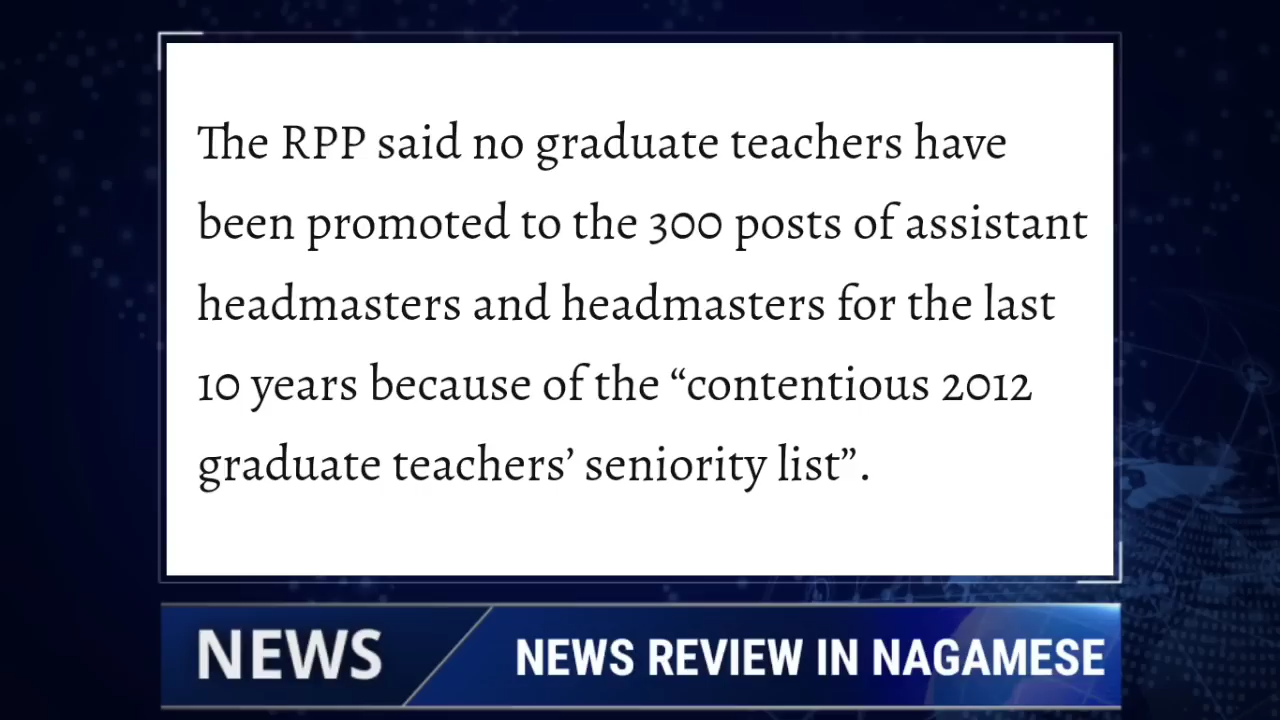 The RPP said no graduate teachers have
been promoted to the 300 posts of assistant
headmasters and headmasters for the last
10 years because of the “contentious 2012
graduate teachers’ seniority list”.
NEWS
NEWS REVIEW IN NAGAMESE